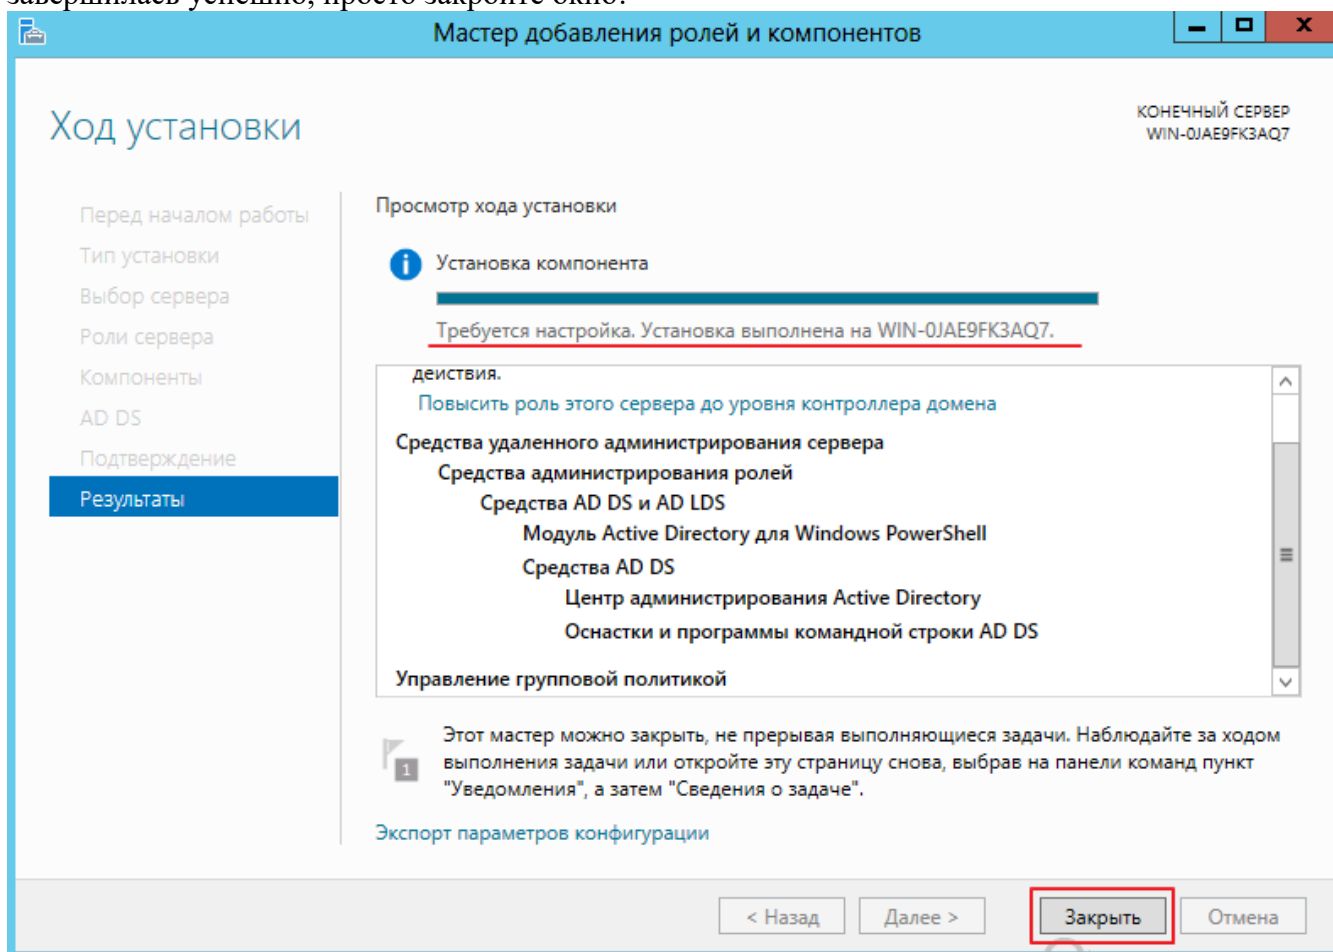 завершилась успешно, просто закройте окно.
Мастер добавления ролей и компонентов
Ход установки
КОНЕЧНЫЙ СЕРВЕР
WIN-0JAE9FK3AQ7
Перед началом работы
Тип установки
Выбор сервера
Роли сервера
Компоненты
AD DS
Подтверждение
Результаты
Просмотр хода установки
Установка компонента
Требуется настройка. Установка выполнена на WIN-0JAE9FK3AQ7.
действия.
Повысить роль этого сервера до уровня контроллера домена
Средства удаленного администрирования сервера
Средства администрирования ролей
Средства AD DS и AD LDS
Модуль Active Directory для Windows PowerShell
Средства AD DS
Центр администрирования Active Directory
Оснастки и программы командной строки AD DS
Управление групповой политикой
1
Этот мастер можно закрыть, не прерывая выполняющиеся задачи. Наблюдайте за ходом
выполнения задачи или откройте эту страницу снова, выбрав на панели команд пункт
"Уведомления", а затем "Сведения о задаче".
Экспорт параметров конфигурации
< Назад
Далее >
Закрыть
Отмена